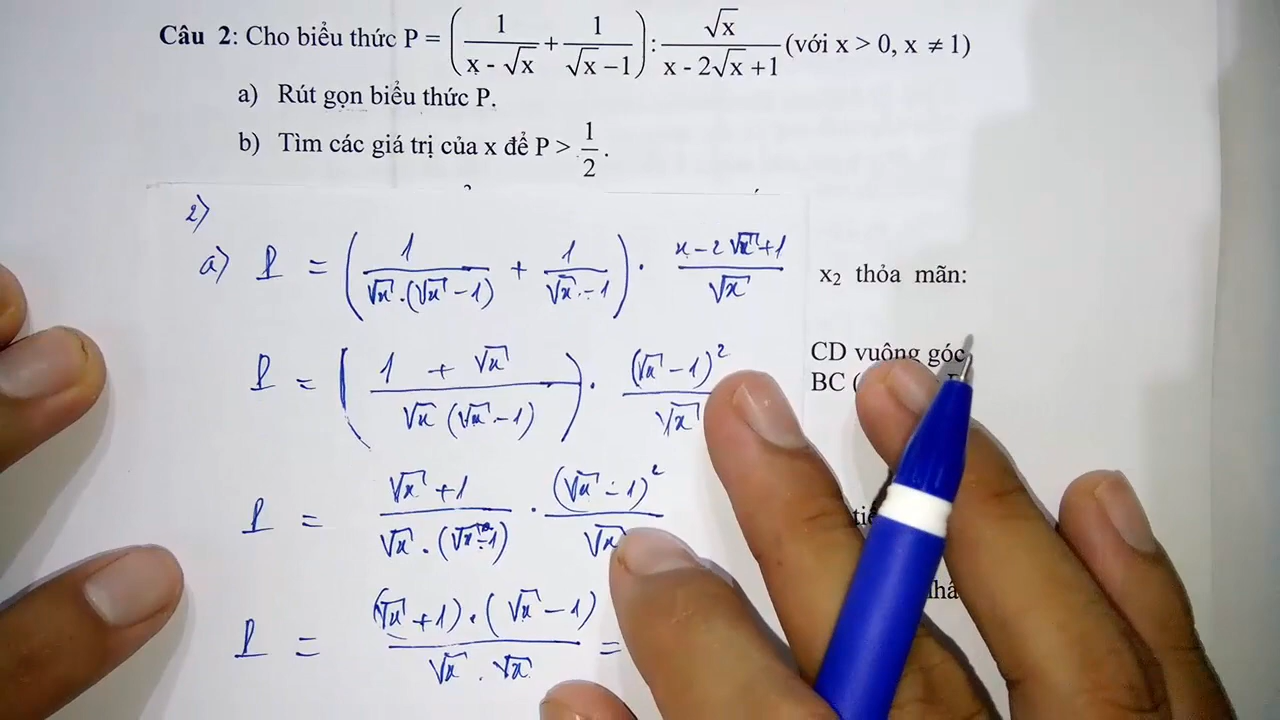 Câu 2: Cho biểu thức P = (1/(x - √x) + 1/(√x − 1)) : √x/(x - 2√x + 1) (với x > 0, x ≠ 1)
a) Rút gọn biểu thức P.
b) Tìm các giá trị của x để P > 1/2.
2)
a) P = (1/(√x.(√x − 1)) + 1/(√x − 1)) . (x − 2√x + 1)/√x
x₂ thỏa mãn:
P = ((1 + √x)/(√x (√x − 1))) . (√x − 1)²/√x
CD vuông góc
BC (
P = (√x + 1)/(√x . (√x − 1)) . (√x − 1)²/√x
P = ((√x + 1) . (√x − 1))/(√x . √x) =